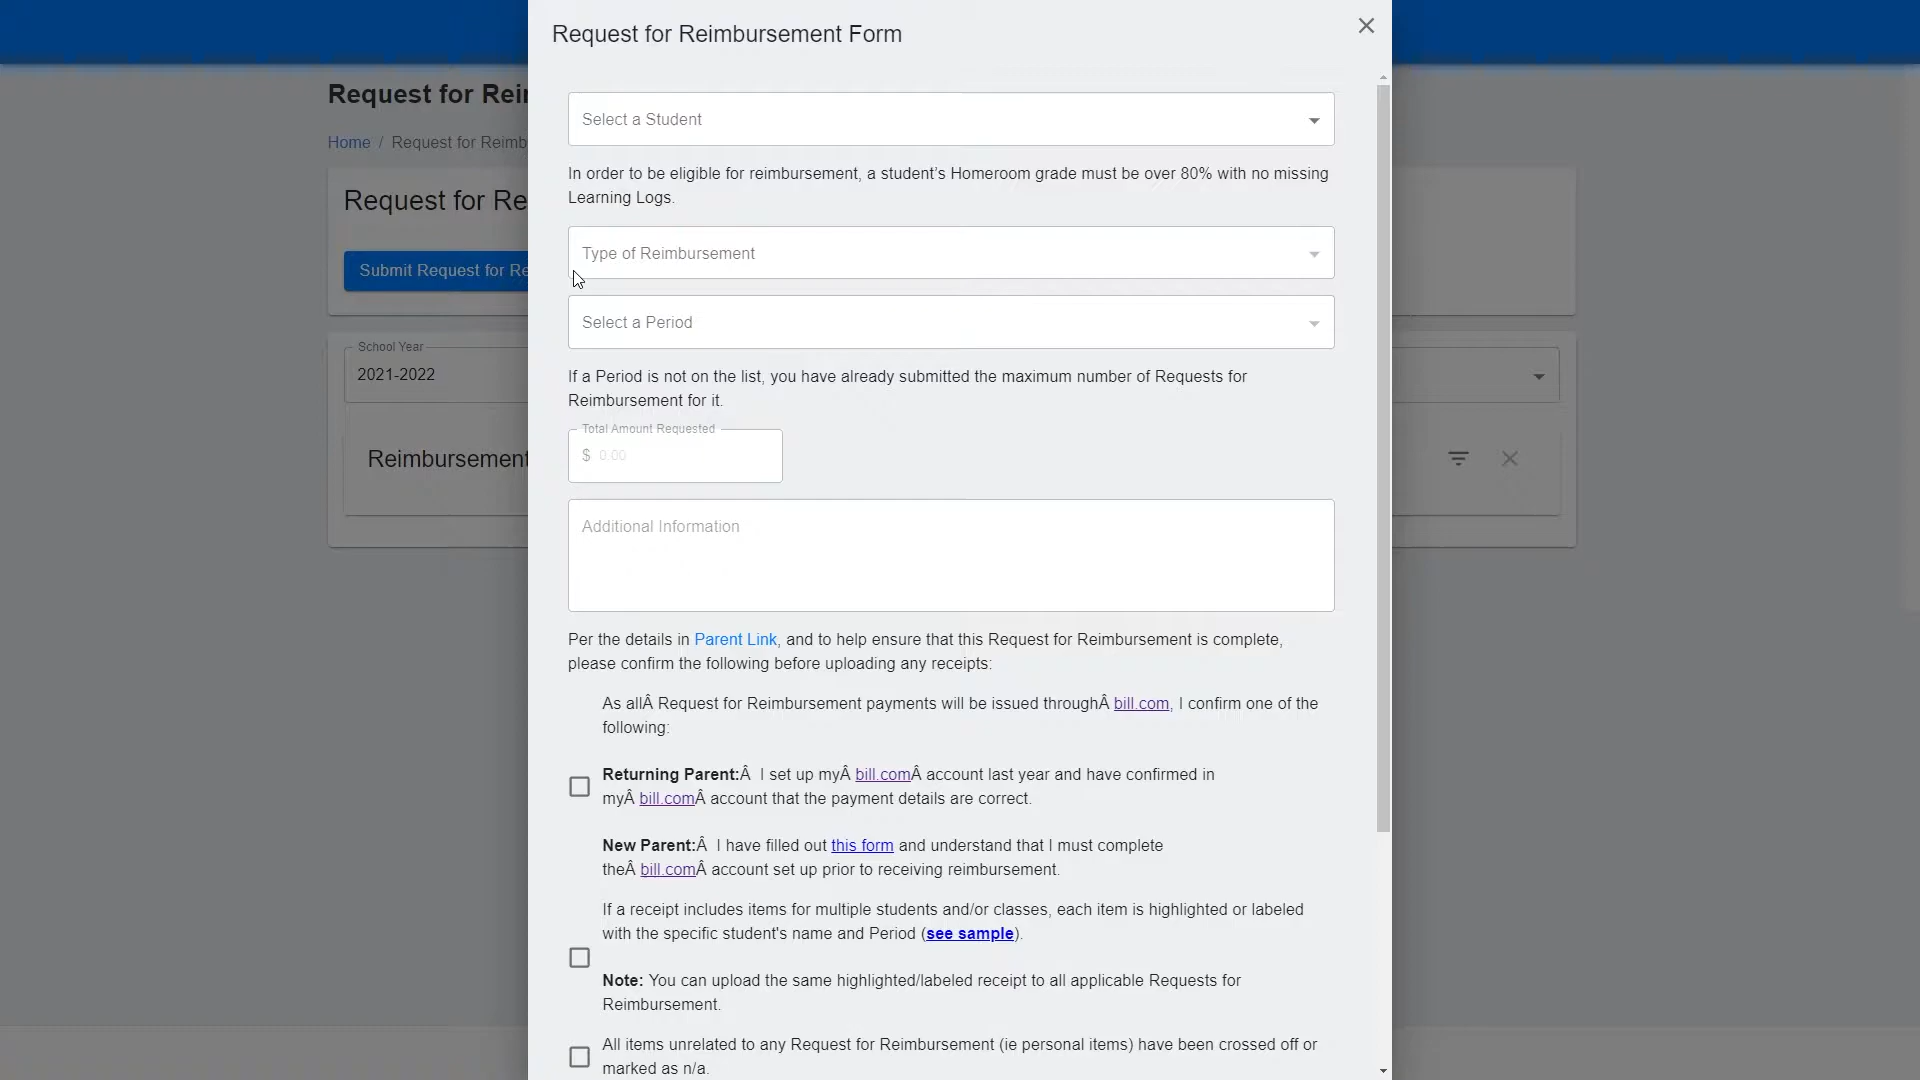 Request for Reimbursement Form
Request for Rei
Home / Request for Reimb
Request for Re
Submit Request for Re
School Year
2021-2022
Reimbursement
Select a Student
In order to be eligible for reimbursement, a student’s Homeroom grade must be over 80% with no missing
Learning Logs.
Type of Reimbursement
Select a Period
If a Period is not on the list, you have already submitted the maximum number of Requests for
Reimbursement for it.
Total Amount Requested
$ 0.00
Additional Information
Per the details in Parent Link, and to help ensure that this Request for Reimbursement is complete,
please confirm the following before uploading any receipts:
As allÂ Request for Reimbursement payments will be issued throughÂ bill.com, I confirm one of the
following:
Returning Parent:Â I set up myÂ bill.comÂ account last year and have confirmed in
myÂ bill.comÂ account that the payment details are correct.
New Parent:Â I have filled out this form and understand that I must complete
theÂ bill.comÂ account set up prior to receiving reimbursement.
If a receipt includes items for multiple students and/or classes, each item is highlighted or labeled
with the specific student's name and Period (see sample).
Note: You can upload the same highlighted/labeled receipt to all applicable Requests for
Reimbursement.
All items unrelated to any Request for Reimbursement (ie personal items) have been crossed off or
marked as n/a.